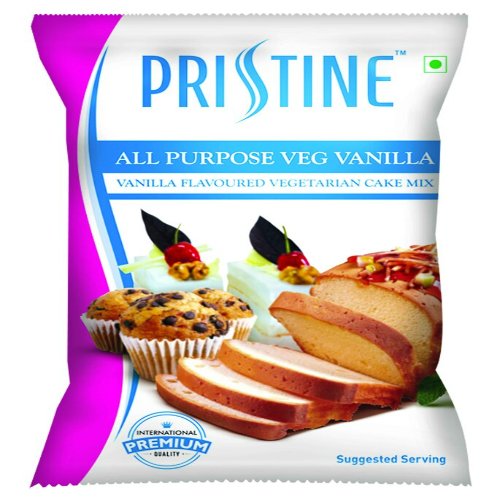 PRISTINE™
ALL PURPOSE VEG VANILLA
VANILLA FLAVOURED VEGETARIAN CAKE MIX
INTERNATIONAL
PREMIUM
QUALITY
Suggested Serving